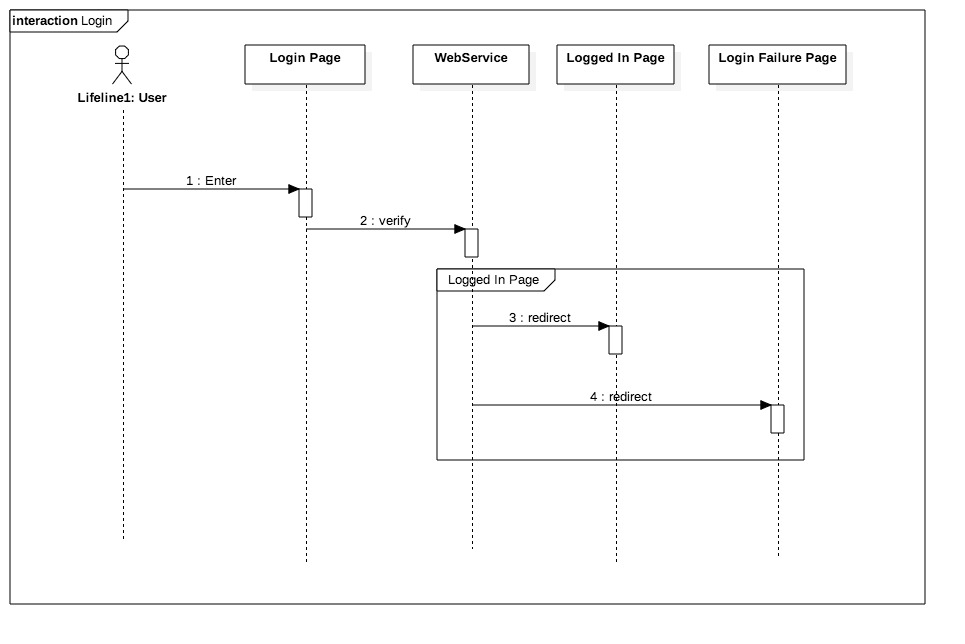 interaction Login
Lifeline1: User
Login Page
WebService
Logged In Page
Login Failure Page
1 : Enter
2 : verify
Logged In Page
3 : redirect
4 : redirect